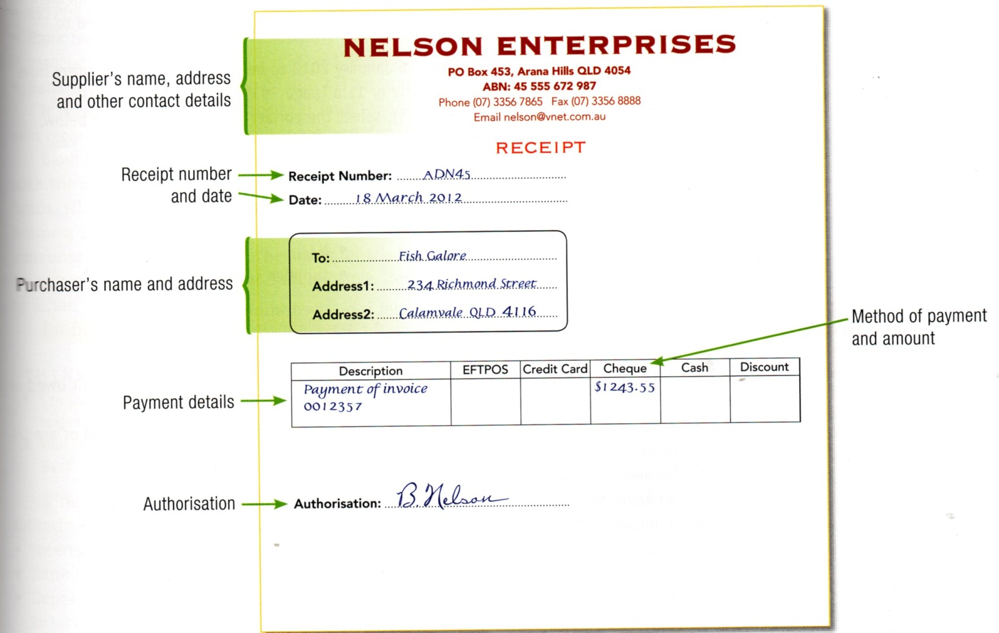 NELSON ENTERPRISES
PO Box 453, Arana Hills QLD 4054
ABN: 45 555 672 987
Phone (07) 3356 7865 Fax (07) 3356 8888
Email nelson@vnet.com.au
Supplier's name, address
and other contact details
RECEIPT
Receipt number
and date
Receipt Number: ADN45
Date: 18 March 2012
Purchaser's name and address
To: Fish Galore
Address1: 234 Richmond Street
Address2: Calamvale QLD 4116
Method of payment
and amount
Description EFTPOS Credit Card Cheque Cash Discount
Payment of invoice $1243.55
0012357
Payment details
Authorisation
Authorisation: B. Nelson